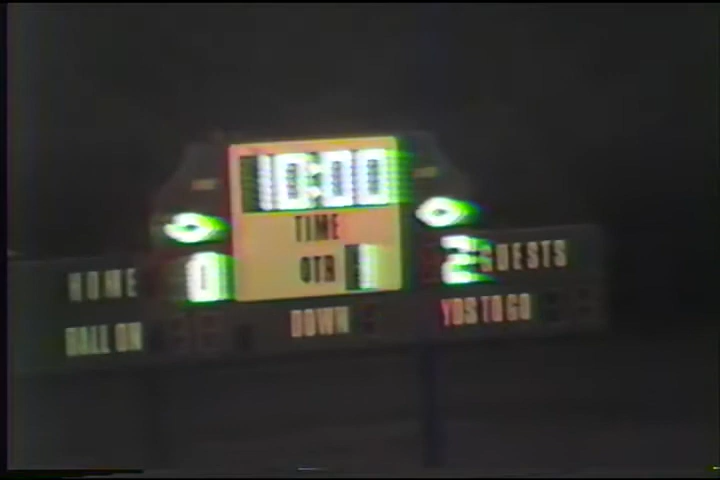 10:00
TIME
HOME 0 QTR 1 2 GUESTS
BALL ON DOWN YDS TO GO